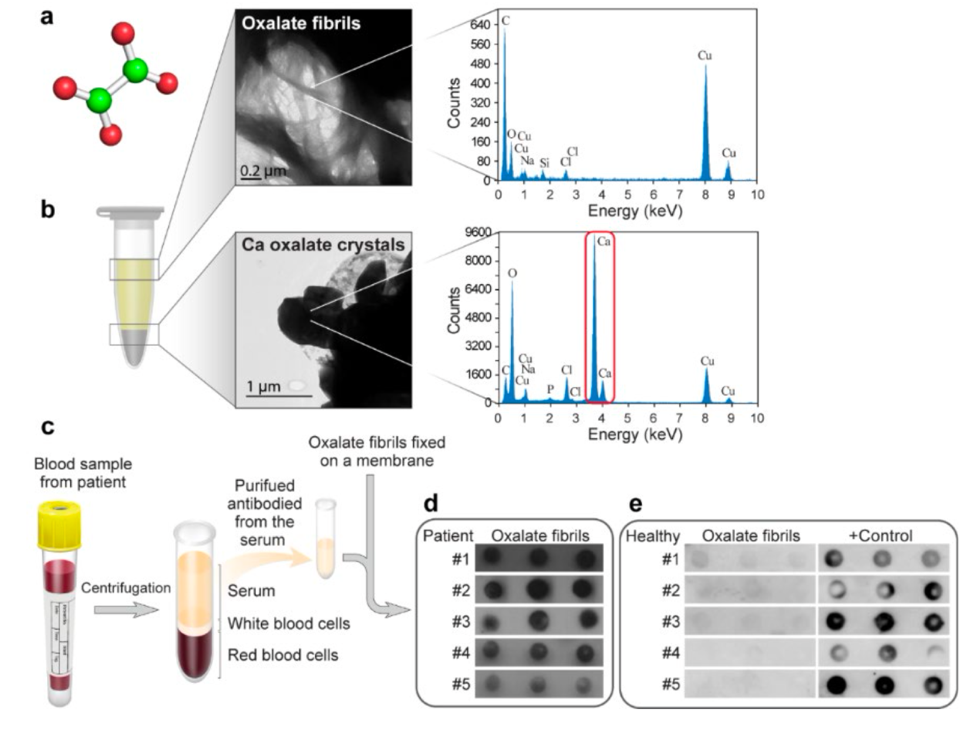 a
Oxalate fibrils
0.2 µm
Counts
640
560
480
400
320
240
160
80
0
C
O
Cu
Cu
Na
Si
Cl
Cl
Cu
Cu
0 1 2 3 4 5 6 7 8 9 10
Energy (keV)
b
Ca oxalate crystals
1 µm
Counts
9600
8000
6400
4800
3200
1600
0
C
O
Cu
Na
Cu
P
Cl
Cl
Ca
Ca
Cu
Cu
0 1 2 3 4 5 6 7 8 9 10
Energy (keV)
c
Blood sample
from patient
Centrifugation
Purifued
antibodied
from the
serum
Serum
White blood cells
Red blood cells
Oxalate fibrils fixed
on a membrane
d
Patient Oxalate fibrils
#1
#2
#3
#4
#5
e
Healthy Oxalate fibrils +Control
#1
#2
#3
#4
#5